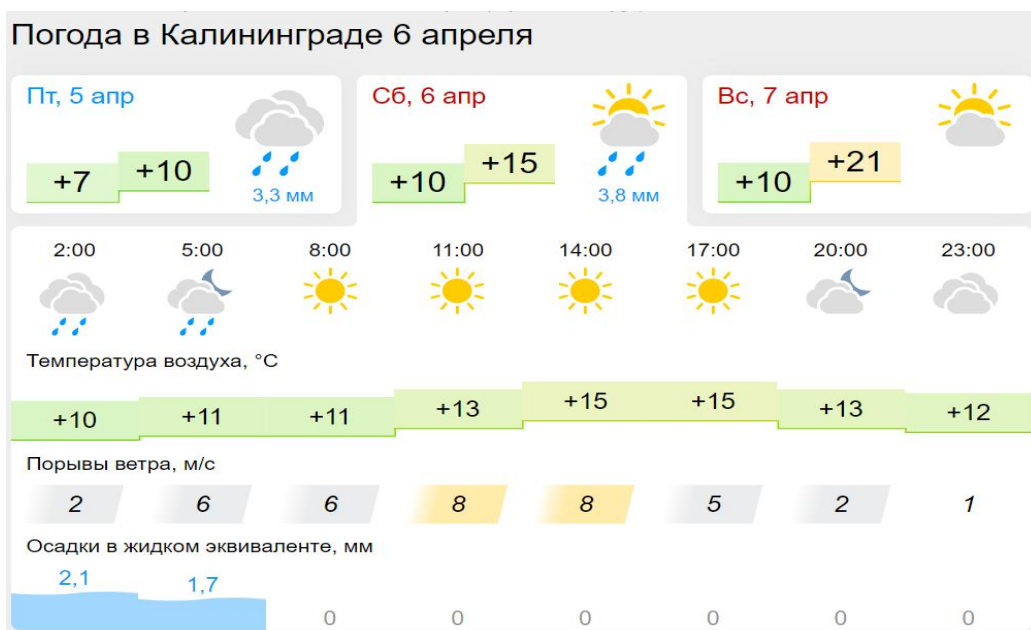 Погода в Калининграде 6 апреля
Пт, 5 апр
+7 +10
3,3 мм
Сб, 6 апр
+10 +15
3,8 мм
Вс, 7 апр
+10 +21
2:00 5:00 8:00 11:00 14:00 17:00 20:00 23:00
Температура воздуха, °C
+10 +11 +11 +13 +15 +15 +13 +12
Порывы ветра, м/с
2 6 6 8 8 5 2 1
Осадки в жидком эквиваленте, мм
2,1 1,7 0 0 0 0 0 0